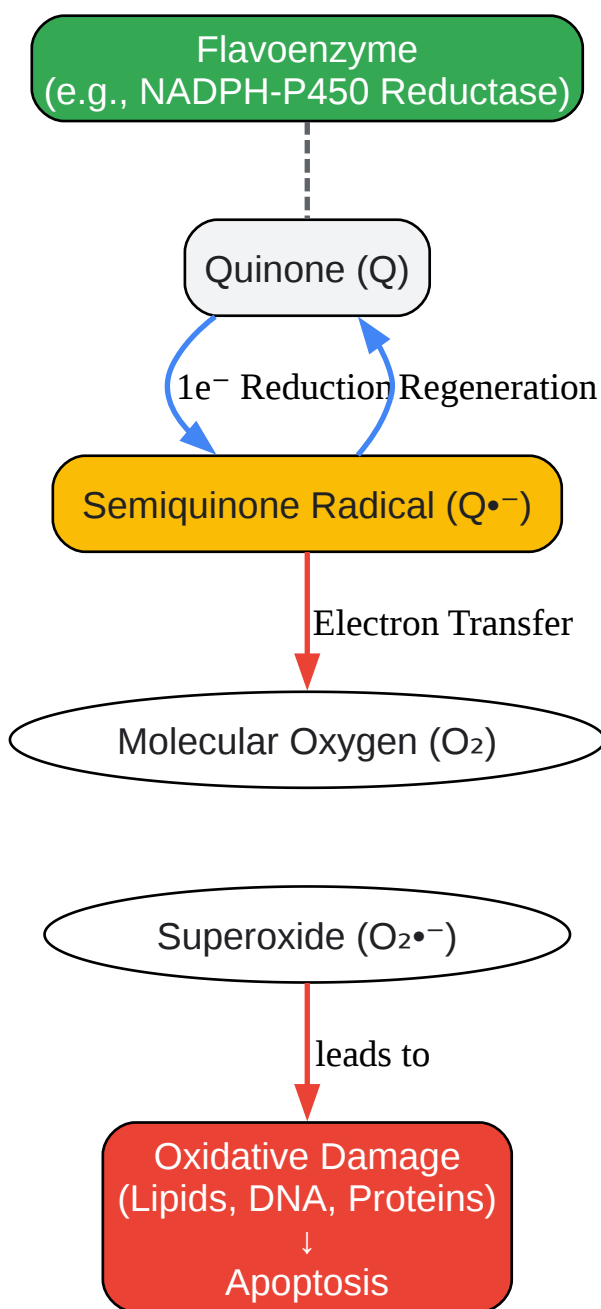 Flavoenzyme
(e.g., NADPH-P450 Reductase)
Quinone (Q)
1e⁻ Reduction
Regeneration
Semiquinone Radical (Q•⁻)
Electron Transfer
Molecular Oxygen (O₂)
Superoxide (O₂•⁻)
leads to
Oxidative Damage
(Lipids, DNA, Proteins)
↓
Apoptosis